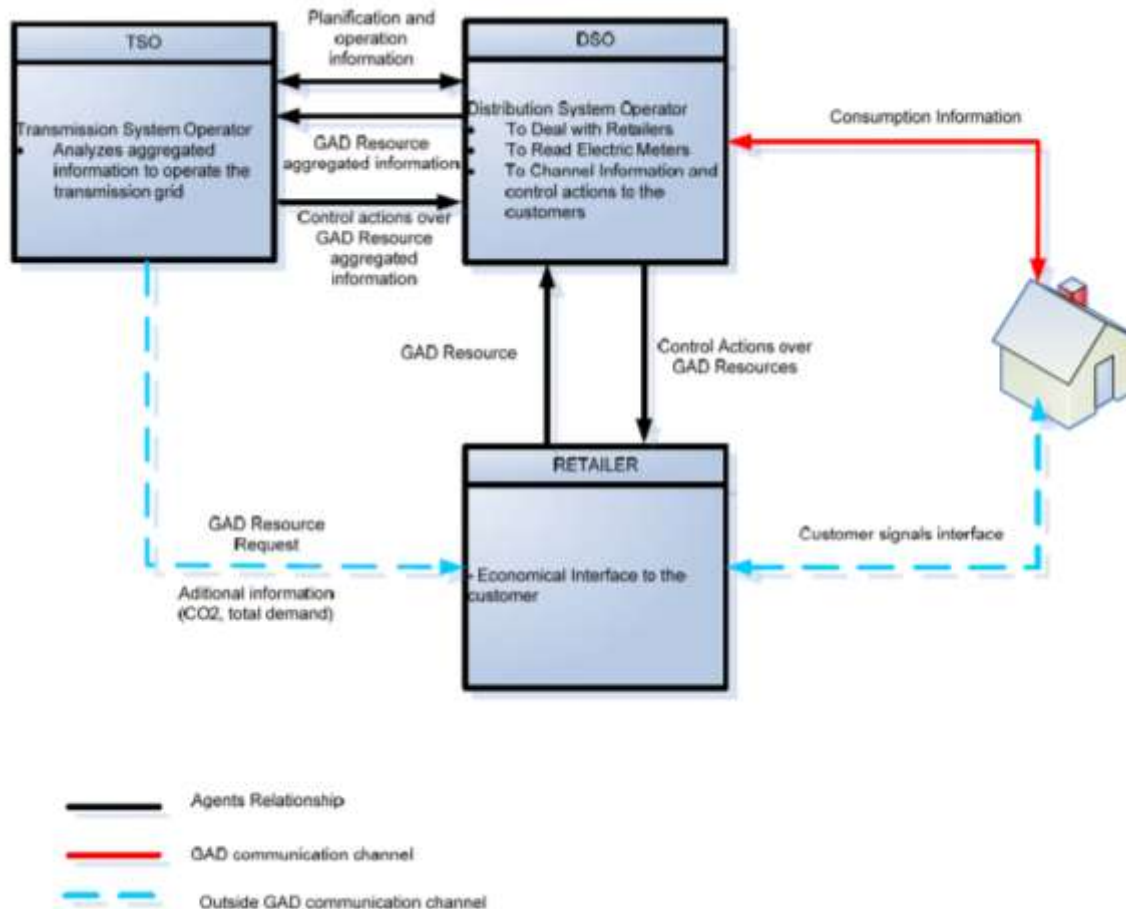 TSO
Transmission System Operator
• Analyzes aggregated
information to operate the
transmission grid
Planification and
operation
information
GAD Resource
aggregated information
Control actions over
GAD Resource
aggregated
information
DSO
Distribution System Operator
• To Deal with Retailers
• To Read Electric Meters
• To Channel Information and
control actions to the
customers
Consumption Information
GAD Resource
Control Actions over
GAD Resources
RETAILER
- Economical Interface to the
customer
GAD Resource
Request
Aditional information
(CO2, total demand)
Customer signals interface
Agents Relationship
GAD communication channel
Outside GAD communication channel